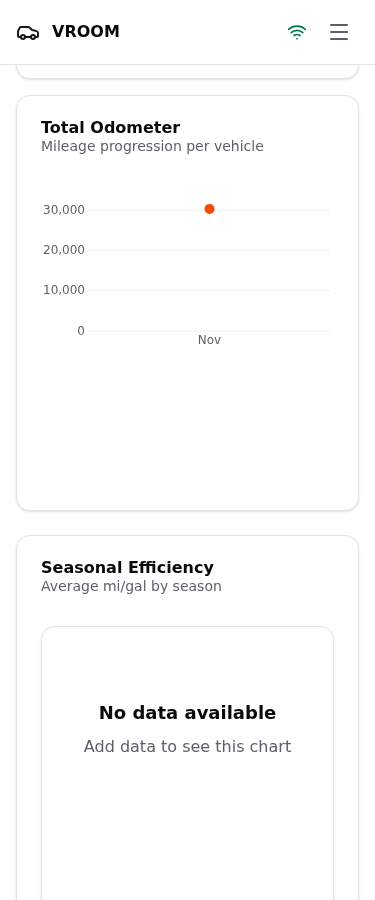 VROOM
Total Odometer
Mileage progression per vehicle
30,000
20,000
10,000
0
Nov
Seasonal Efficiency
Average mi/gal by season
No data available
Add data to see this chart